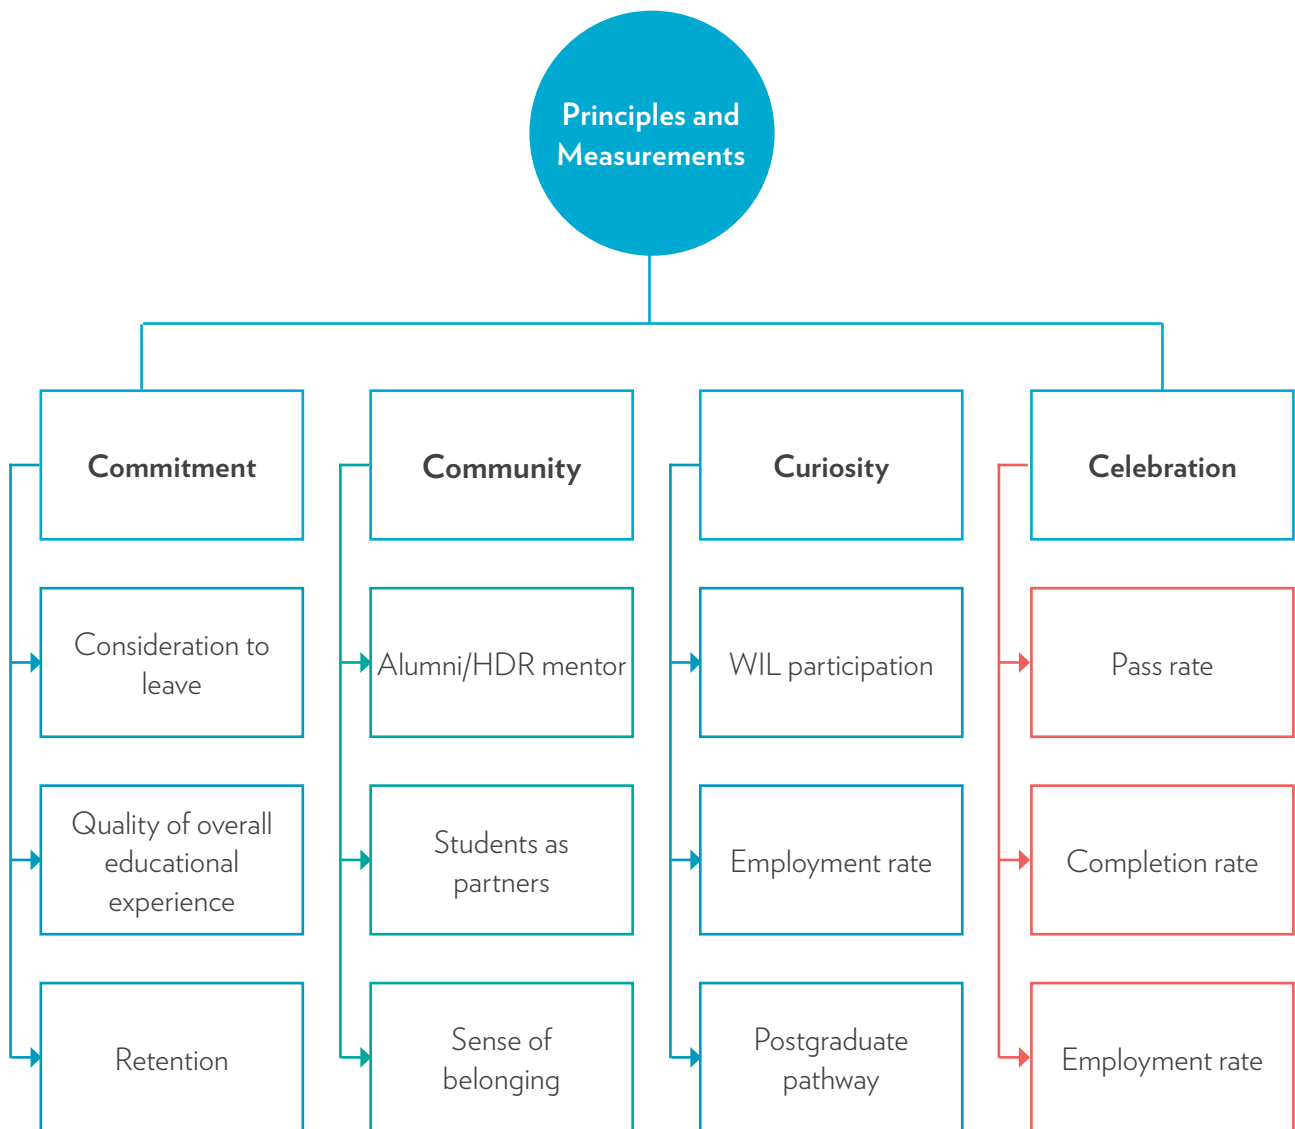 Principles and
Measurements
Commitment
Community
Curiosity
Celebration
Consideration to
leave
Alumni/HDR mentor
WIL participation
Pass rate
Quality of overall
educational
experience
Students as
partners
Employment rate
Completion rate
Retention
Sense of
belonging
Postgraduate
pathway
Employment rate